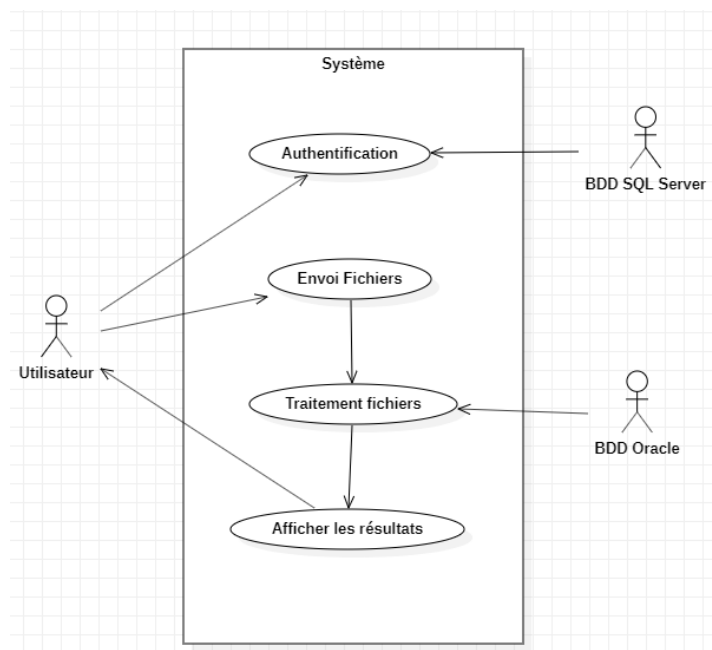 Système
Authentification
BDD SQL Server
Envoi Fichiers
Utilisateur
Traitement fichiers
BDD Oracle
Afficher les résultats